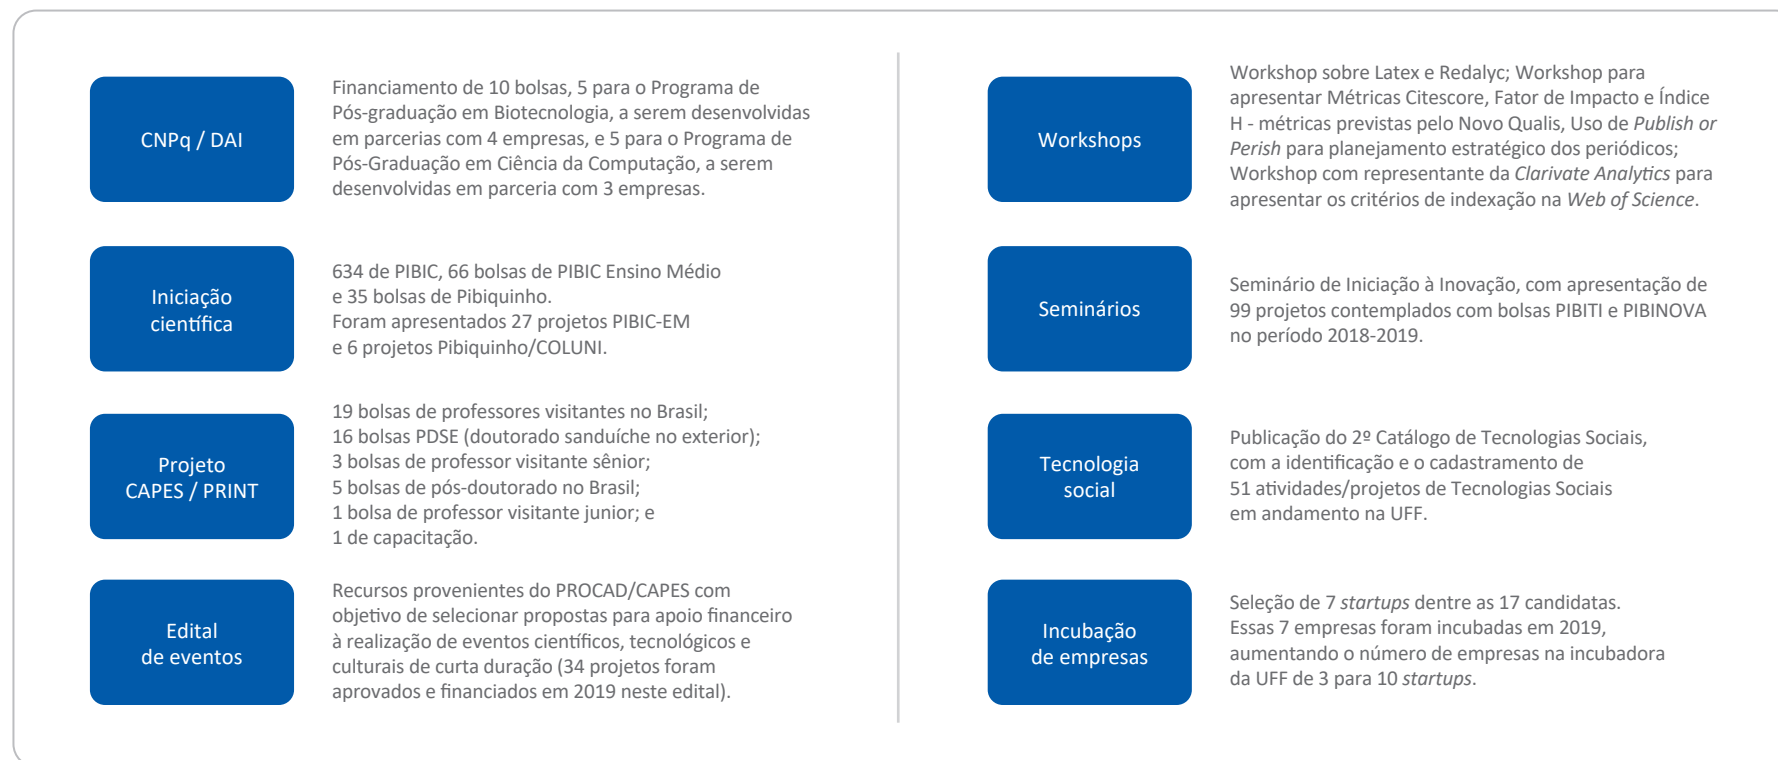 CNPq / DAI
Financiamento de 10 bolsas, 5 para o Programa de
Pós-graduação em Biotecnologia, a serem desenvolvidas
em parcerias com 4 empresas, e 5 para o Programa de
Pós-Graduação em Ciência da Computação, a serem
desenvolvidas em parceria com 3 empresas.
Iniciação
científica
634 de PIBIC, 66 bolsas de PIBIC Ensino Médio
e 35 bolsas de Pibiquinho.
Foram apresentados 27 projetos PIBIC-EM
e 6 projetos Pibiquinho/COLUNI.
Projeto
CAPES / PRINT
19 bolsas de professores visitantes no Brasil;
16 bolsas PDSE (doutorado sanduíche no exterior);
3 bolsas de professor visitante sênior;
5 bolsas de pós-doutorado no Brasil;
1 bolsa de professor visitante junior; e
1 de capacitação.
Edital
de eventos
Recursos provenientes do PROCAD/CAPES com
objetivo de selecionar propostas para apoio financeiro
à realização de eventos científicos, tecnológicos e
culturais de curta duração (34 projetos foram
aprovados e financiados em 2019 neste edital).
Workshops
Workshop sobre Latex e Redalyc; Workshop para
apresentar Métricas Citescore, Fator de Impacto e Índice
H - métricas previstas pelo Novo Qualis, Uso de Publish or
Perish para planejamento estratégico dos periódicos;
Workshop com representante da Clarivate Analytics para
apresentar os critérios de indexação na Web of Science.
Seminários
Seminário de Iniciação à Inovação, com apresentação de
99 projetos contemplados com bolsas PIBITI e PIBINOVA
no período 2018-2019.
Tecnologia
social
Publicação do 2º Catálogo de Tecnologias Sociais,
com a identificação e o cadastramento de
51 atividades/projetos de Tecnologias Sociais
em andamento na UFF.
Incubação
de empresas
Seleção de 7 startups dentre as 17 candidatas.
Essas 7 empresas foram incubadas em 2019,
aumentando o número de empresas na incubadora
da UFF de 3 para 10 startups.